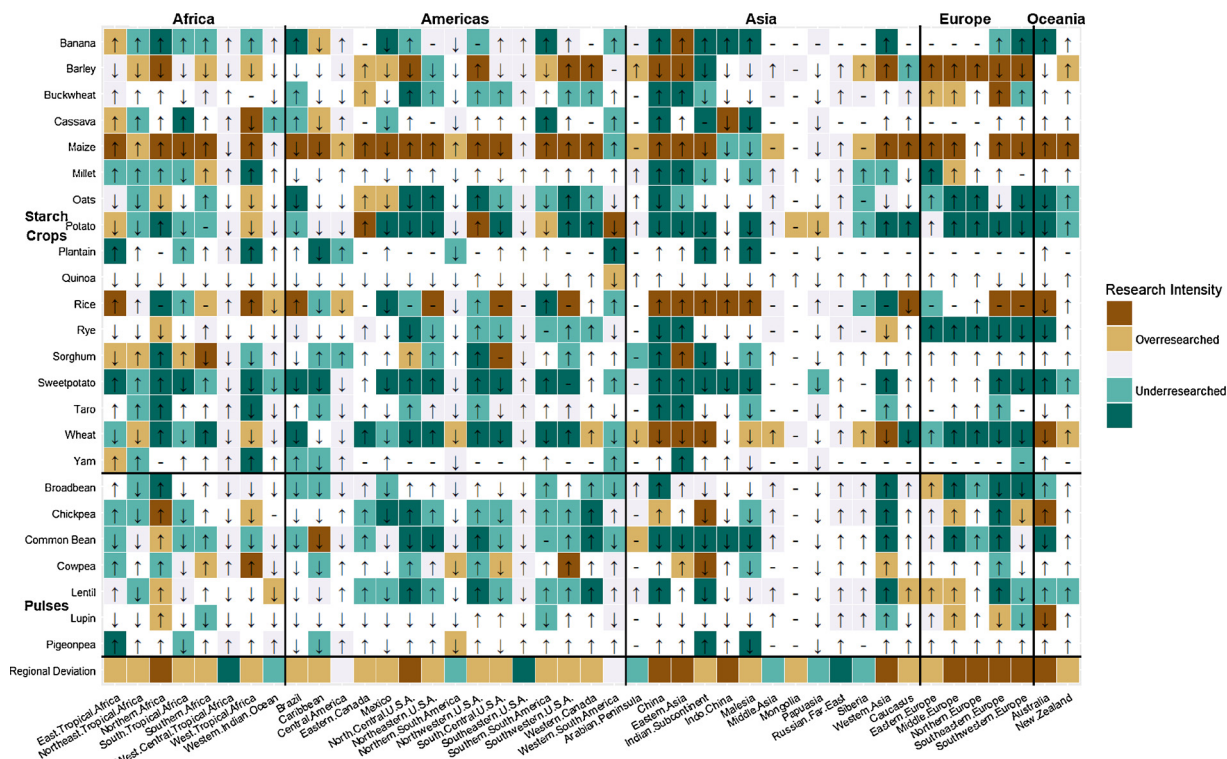 Africa Americas Asia Europe Oceania
Banana
Barley
Buckwheat
Cassava
Maize
Millet
Oats
Starch Crops
Potato
Plantain
Quinoa
Rice
Rye
Sorghum
Sweetpotato
Taro
Wheat
Yam
Broadbean
Chickpea
Common Bean
Cowpea
Lentil
Pulses
Lupin
Pigeonpea
Regional Deviation
Research Intensity
Overresearched
Underresearched
East.Tropical.Africa
Northeast.Tropical.Africa
Northern.Africa
South.Tropical.Africa
Southern.Africa
West.Central.Tropical.Africa
West.Tropical.Africa
Western.Indian.Ocean
Brazil
Caribbean
Central.America
Eastern.Canada
Mexico
North.Central.U.S.A.
Northeastern.U.S.A.
Northern.South.America
Northwestern.U.S.A.
South.Central.U.S.A.
Southeastern.U.S.A.
Southern.South.America
Southwestern.U.S.A.
Western.Canada
Western.South.America
Arabian.Peninsula
China
Eastern.Asia
Indian.Subcontinent
Indo.China
Malesia
Middle.Asia
Mongolia
Papuasia
Russian.Far.East
Siberia
Western.Asia
Caucasus
Eastern.Europe
Middle.Europe
Northern.Europe
Southeastern.Europe
Southwestern.Europe
Australia
New.Zealand